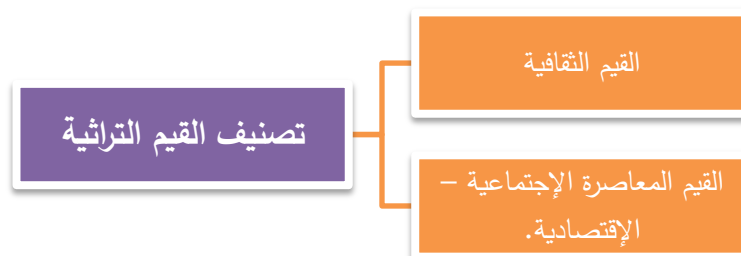 تصنيف القيم التراثية
القيم الثقافية
القيم المعاصرة الإجتماعية –
الإقتصادية.